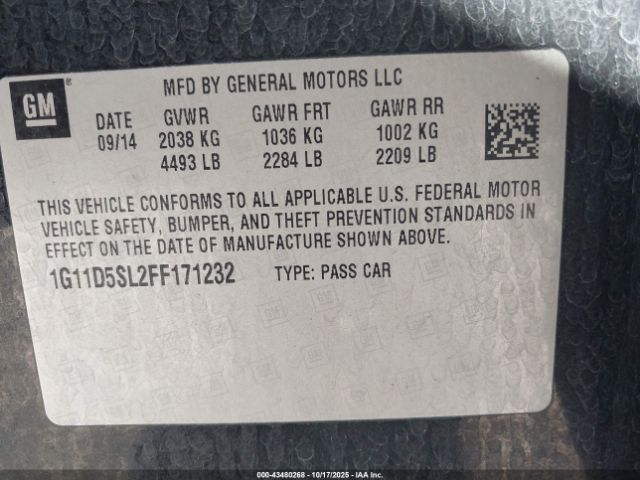 GM
MFD BY GENERAL MOTORS LLC
DATE GVWR GAWR FRT GAWR RR
09/14 2038 KG 1036 KG 1002 KG
4493 LB 2284 LB 2209 LB
THIS VEHICLE CONFORMS TO ALL APPLICABLE U.S. FEDERAL MOTOR
VEHICLE SAFETY, BUMPER, AND THEFT PREVENTION STANDARDS IN
EFFECT ON THE DATE OF MANUFACTURE SHOWN ABOVE.
1G11D5SL2FF171232 TYPE: PASS CAR
000-43480268 - 10/17/2025 - IAAI Inc.